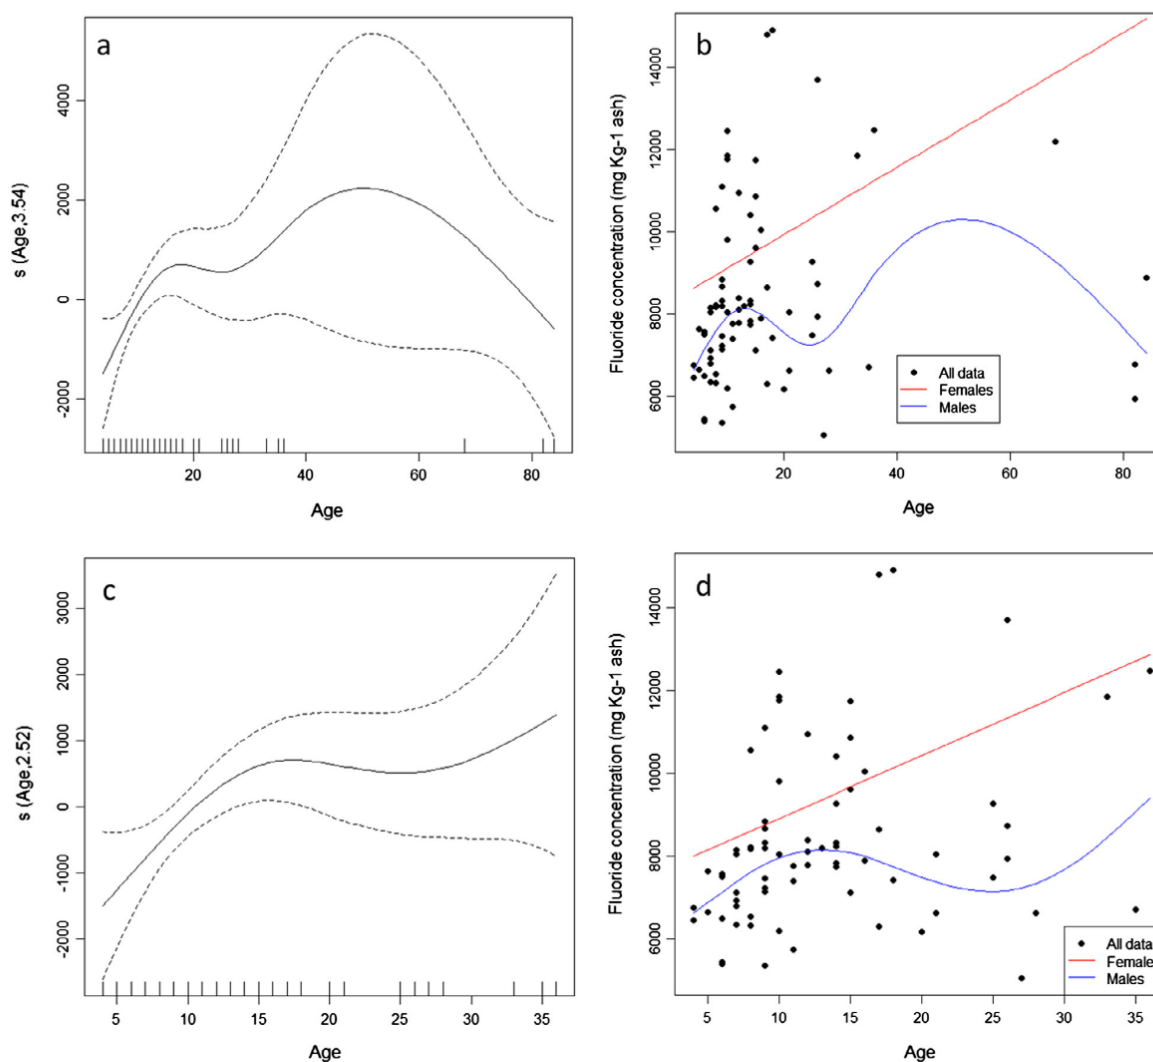 a
s (Age,3.54)
-2000 0 2000 4000
20 40 60 80
Age
b
Fluoride concentration (mg Kg-1 ash)
6000 8000 10000 12000 14000
All data
Females
Males
20 40 60 80
Age
c
s (Age,2.52)
-2000 -1000 0 1000 2000 3000
5 10 15 20 25 30 35
Age
d
Fluoride concentration (mg Kg-1 ash)
6000 8000 10000 12000 14000
All data
Females
Males
5 10 15 20 25 30 35
Age